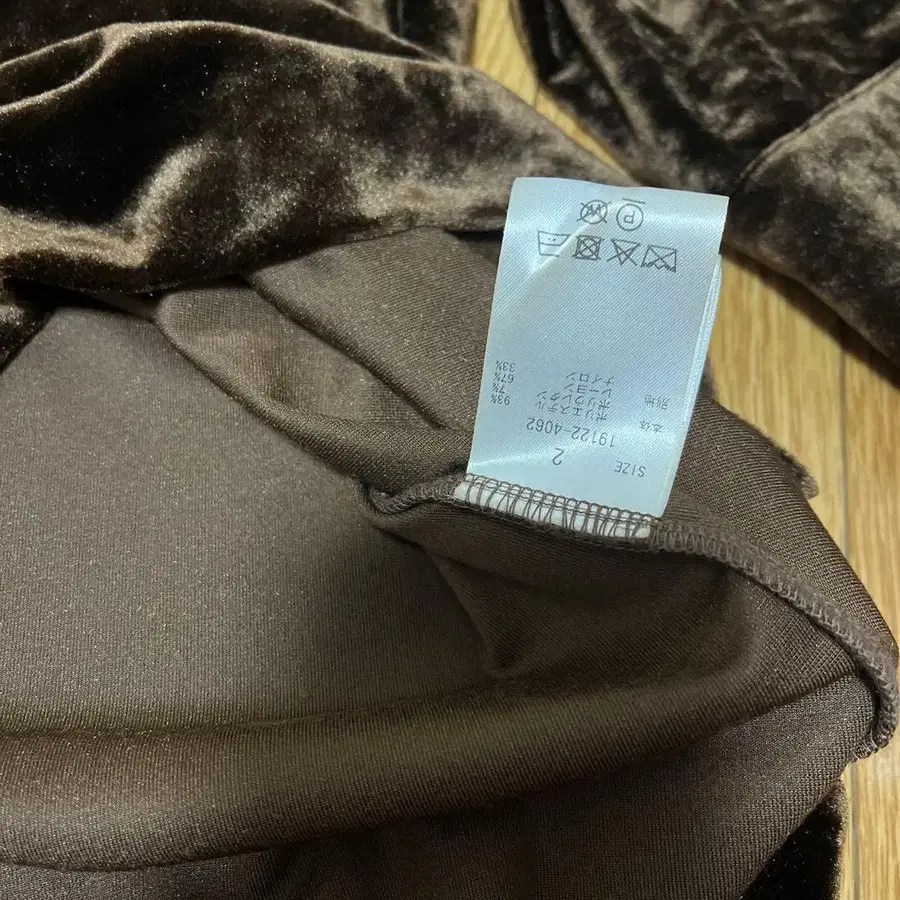 SIZE 2
19122-4062
本体 ポリエステル 93%
ポリウレタン 7%
別地 レーヨン 67%
ナイロン 33%
P W